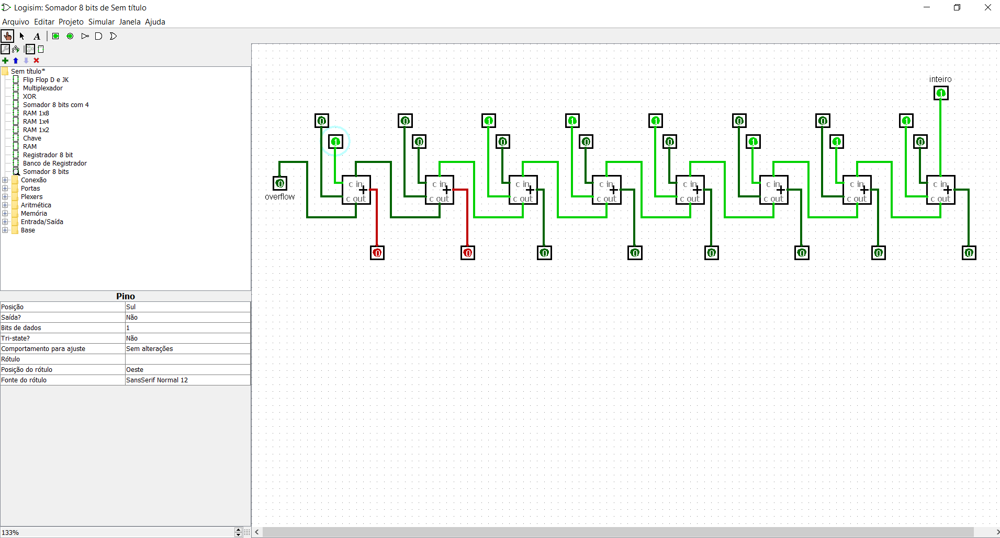 Logisim: Somador 8 bits de Sem título
Arquivo Editar Projeto Simular Janela Ajuda
A
Sem título*
Flip Flop D e JK
Multiplexador
XOR
Somador 8 bits com 4
RAM 1x8
RAM 1x4
RAM 1x2
Chave
RAM
Registrador 8 bit
Banco de Registrador
Somador 8 bits
Conexão
Portas
Plexers
Aritmética
Memória
Entrada/Saída
Base
Pino
Posição Sul
Saída? Não
Bits de dados 1
Tri-state? Não
Comportamento para ajuste Sem alterações
Rótulo
Posição do rótulo Oeste
Fonte do rótulo SansSerif Normal 12
133%
inteiro
1
0 0 1 1 1 0 0 1
1 0 0 0 0 1 1 0
0
overflow
c in c in c in c in c in c in c in c in
+ + + + + + + +
c out c out c out c out c out c out c out c out
0 0 0 0 0 0 0 0